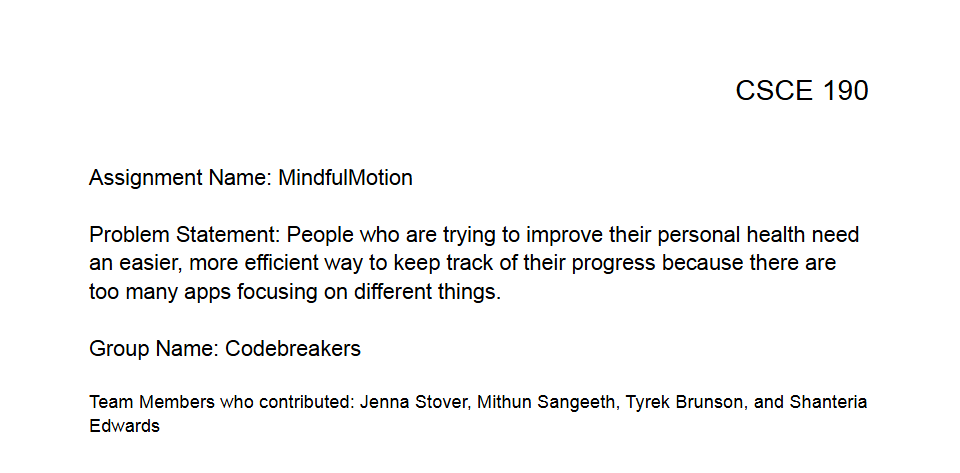 CSCE 190
Assignment Name: MindfulMotion
Problem Statement: People who are trying to improve their personal health need
an easier, more efficient way to keep track of their progress because there are
too many apps focusing on different things.
Group Name: Codebreakers
Team Members who contributed: Jenna Stover, Mithun Sangeeth, Tyrek Brunson, and Shanteria
Edwards